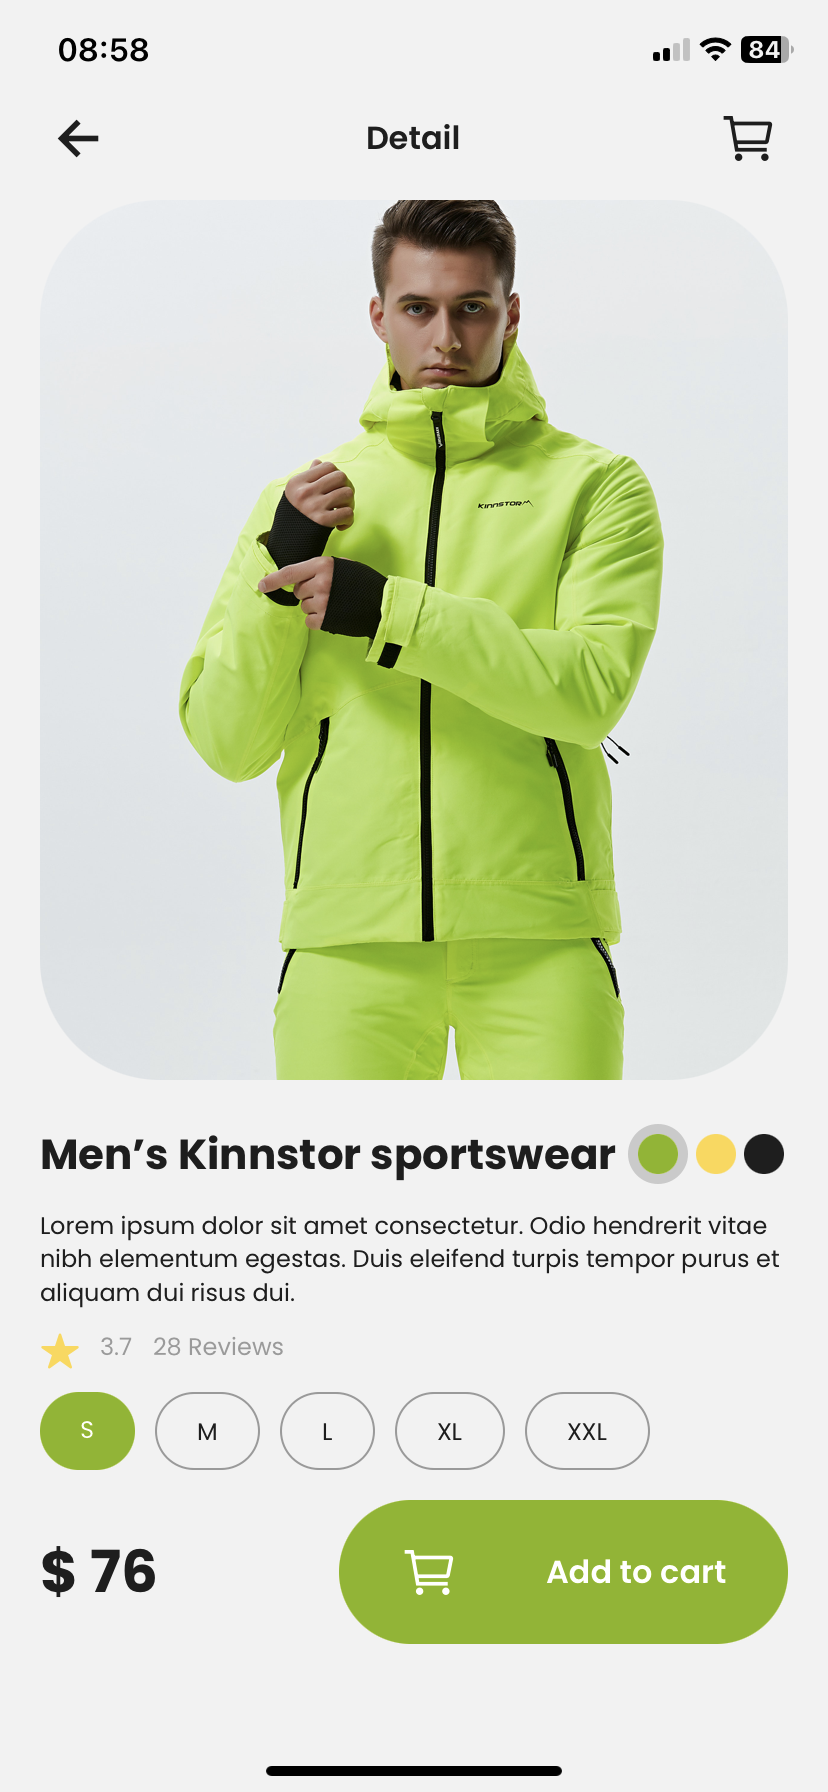 08:58
84
Detail
KINNSTOR
Men’s Kinnstor sportswear
Lorem ipsum dolor sit amet consectetur. Odio hendrerit vitae
nibh elementum egestas. Duis eleifend turpis tempor purus et
aliquam dui risus dui.
3.7 28 Reviews
S M L XL XXL
$ 76
Add to cart